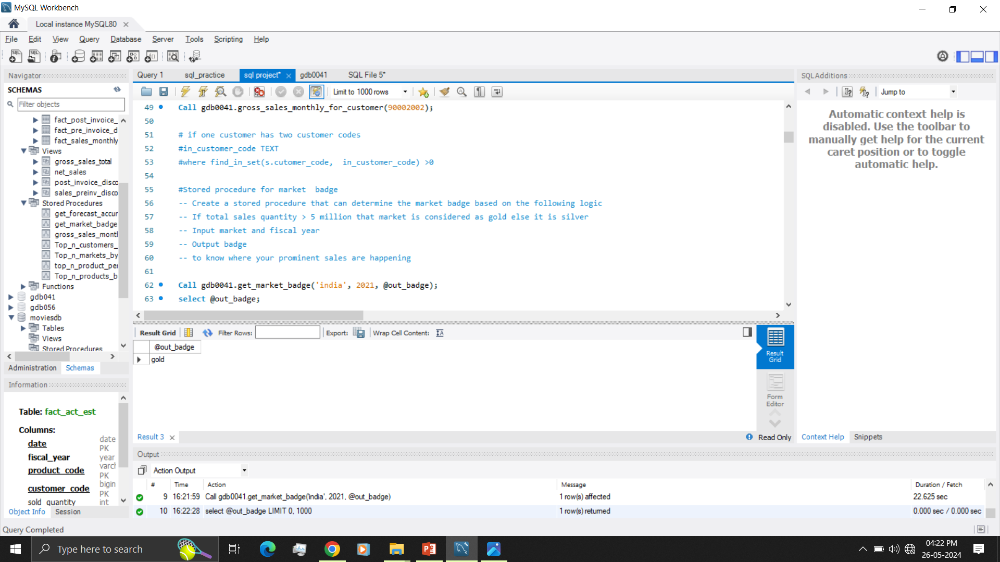 MySQL Workbench
Local instance MySQL80
File Edit View Query Database Server Tools Scripting Help
Navigator
SCHEMAS
Filter objects
fact_post_invoice_
fact_pre_invoice_d
fact_sales_monthly
Views
gross_sales_total
net_sales
post_invoice_disco
sales_preinv_disco
Stored Procedures
get_forecast_accur
get_market_badge
gross_sales_month
Top_n_customers_
Top_n_markets_by
top_n_product_per
Top_n_products_b
Functions
gdb041
gdb056
moviesdb
Tables
Views
Stored Procedures
Administration Schemas
Information
Table: fact_act_est
Columns:
date date PK
fiscal_year year
product_code varch PK
customer_code bigin PK
sold_quantity int
Object Info Session
Query 1 sql_practice sql project* gdb0041 SQL File 5*
Limit to 1000 rows
49 Call gdb0041.gross_sales_monthly_for_customer(90002002);
50
51 # if one customer has two customer codes
52 #in_customer_code TEXT
53 #where find_in_set(s.cutomer_code,  in_customer_code) >0
54
55 #Stored procedure for market  badge
56 -- Create a stored procedure that can determine the market badge based on the following logic
57 -- If total sales quantity > 5 million that market is considered as gold else it is silver
58 -- Input market and fiscal year
59 -- Output badge
60 -- to know where your prominent sales are happening
61
62 Call gdb0041.get_market_badge('india', 2021, @out_badge);
63 select @out_badge;
Result Grid Filter Rows: Export: Wrap Cell Content:
@out_badge
gold
Result Grid
Form Editor
Result 3
Read Only
SQLAdditions
Jump to
Automatic context help is
disabled. Use the toolbar to
manually get help for the current
caret position or to toggle
automatic help.
Context Help Snippets
Output
Action Output
# Time Action Message Duration / Fetch
9 16:21:59 Call gdb0041.get_market_badge('india', 2021, @out_badge) 1 row(s) affected 22.625 sec
10 16:22:28 select @out_badge LIMIT 0, 1000 1 row(s) returned 0.000 sec / 0.000 sec
Query Completed
Type here to search
04:22 PM
26-05-2024